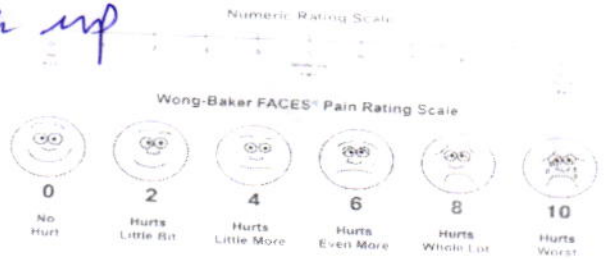 up
Numeric Rating Scale
Wong-Baker FACES® Pain Rating Scale
0 2 4 6 8 10
No Hurts Hurts Hurts Hurts Hurts
Hurt Little Bit Little More Even More Whole Lot Worst